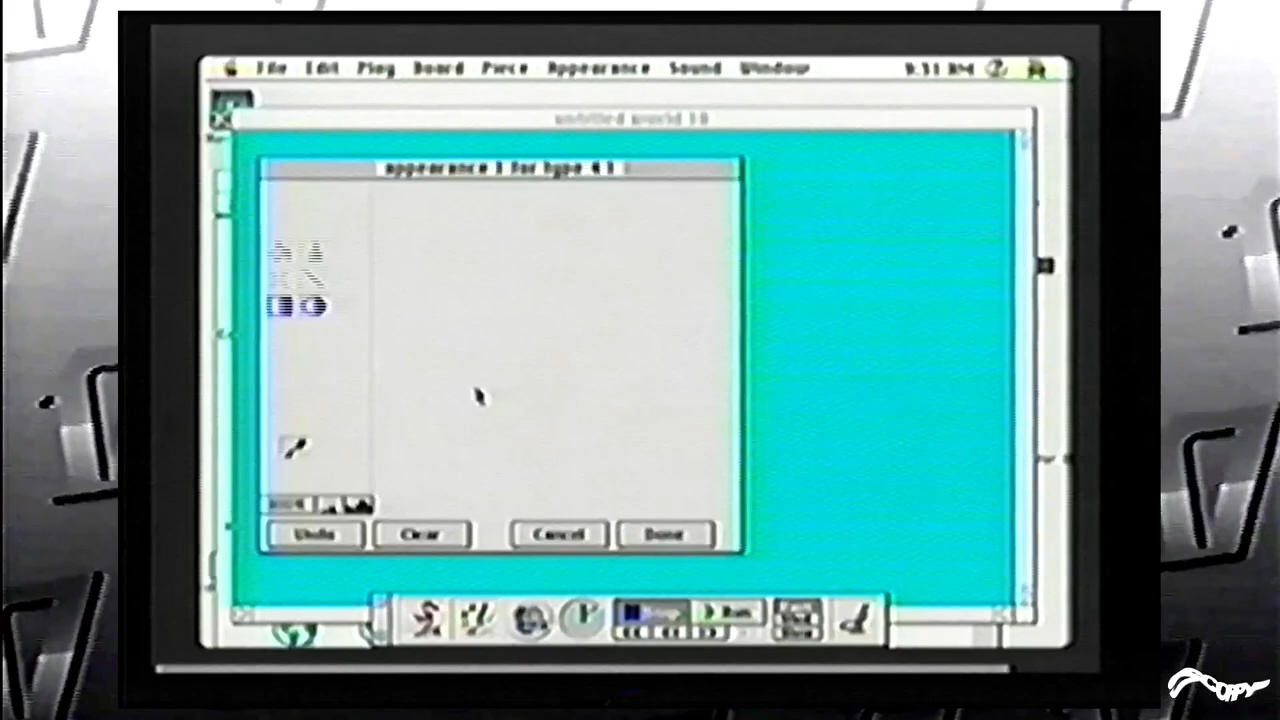 File Edit Play Board Piece Appearance Sound Window
untitled world 10
appearance 1 for type 41
Undo Clear Cancel Done
Run